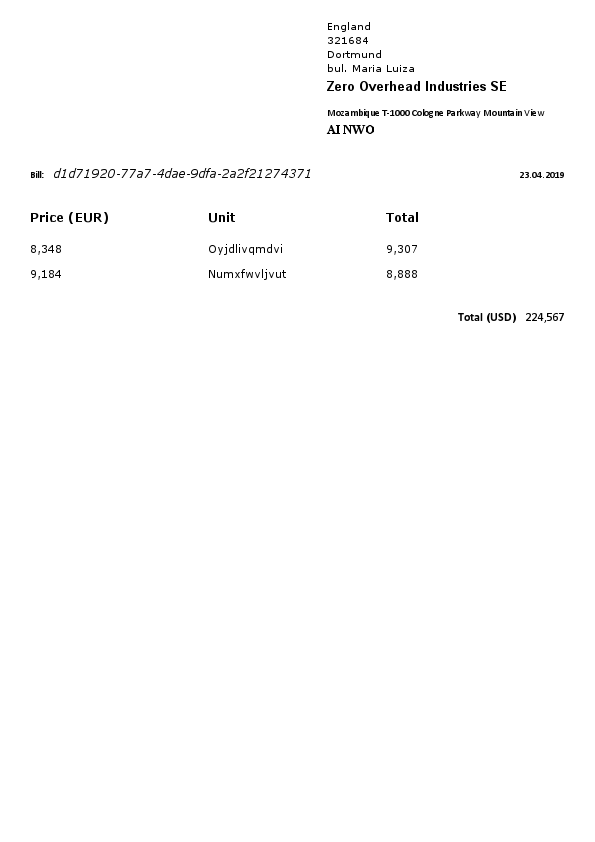 England
321684
Dortmund
bul. Maria Luiza
Zero Overhead Industries SE
Mozambique T-1000 Cologne Parkway Mountain View
AI NWO
Bill: d1d71920-77a7-4dae-9dfa-2a2f21274371 23.04.2019
Price (EUR) Unit Total
8,348 Oyjdlivqmdvi 9,307
9,184 Numxfwvljvut 8,888
Total (USD) 224,567